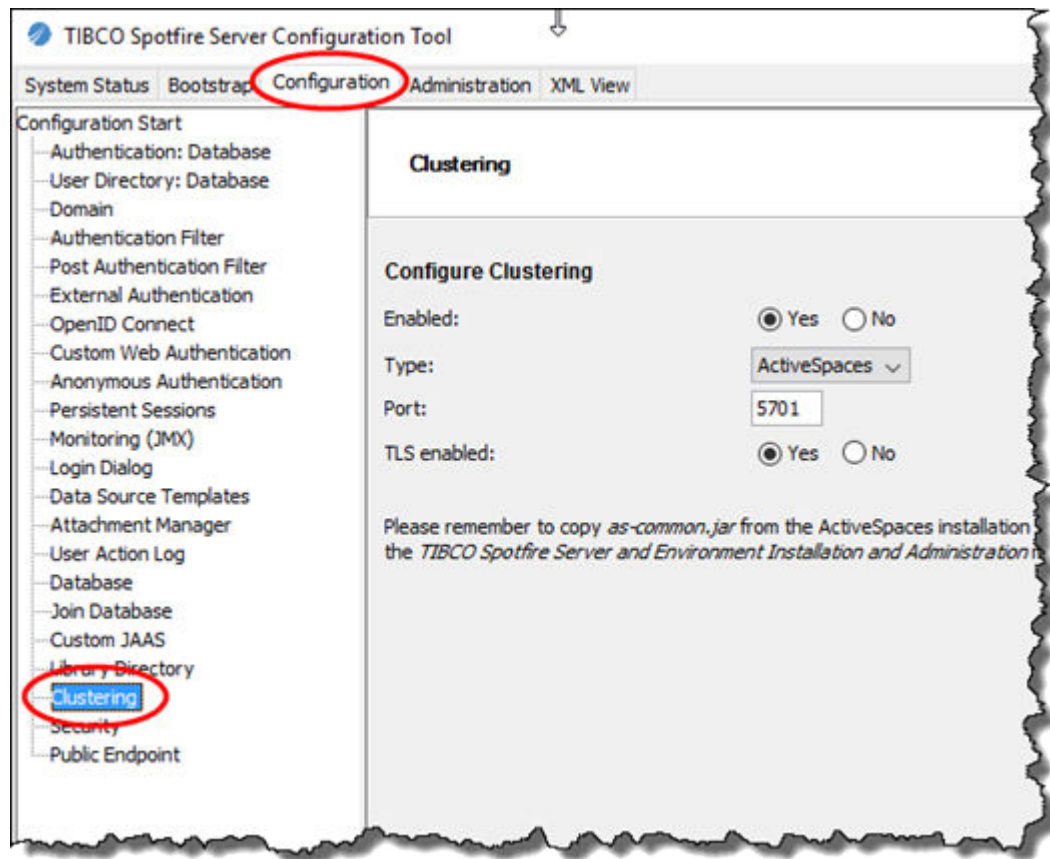 TIBCO Spotfire Server Configuration Tool
System Status Bootstrap Configuration Administration XML View
Configuration Start
Authentication: Database
User Directory: Database
Domain
Authentication Filter
Post Authentication Filter
External Authentication
OpenID Connect
Custom Web Authentication
Anonymous Authentication
Persistent Sessions
Monitoring (JMX)
Login Dialog
Data Source Templates
Attachment Manager
User Action Log
Database
Join Database
Custom JAAS
Library Directory
Clustering
Security
Public Endpoint
Clustering
Configure Clustering
Enabled: Yes No
Type: ActiveSpaces
Port: 5701
TLS enabled: Yes No
Please remember to copy as-common.jar from the ActiveSpaces installation
the TIBCO Spotfire Server and Environment Installation and Administration